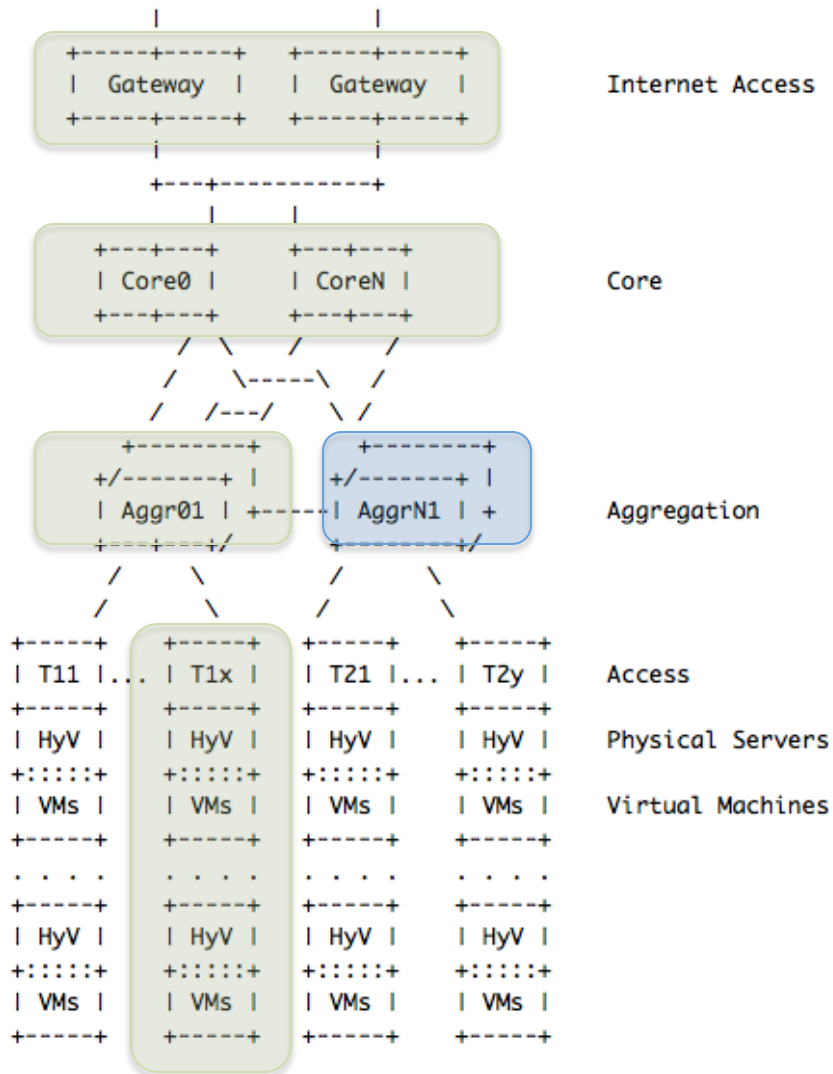 Gateway Gateway Internet Access
Core0 CoreN Core
Aggr01 AggrN1 Aggregation
T11 ... T1x T21 ... T2y Access
HyV HyV HyV HyV Physical Servers
VMs VMs VMs VMs Virtual Machines
. . . . . . . . . . . . . . . .
HyV HyV HyV HyV
VMs VMs VMs VMs